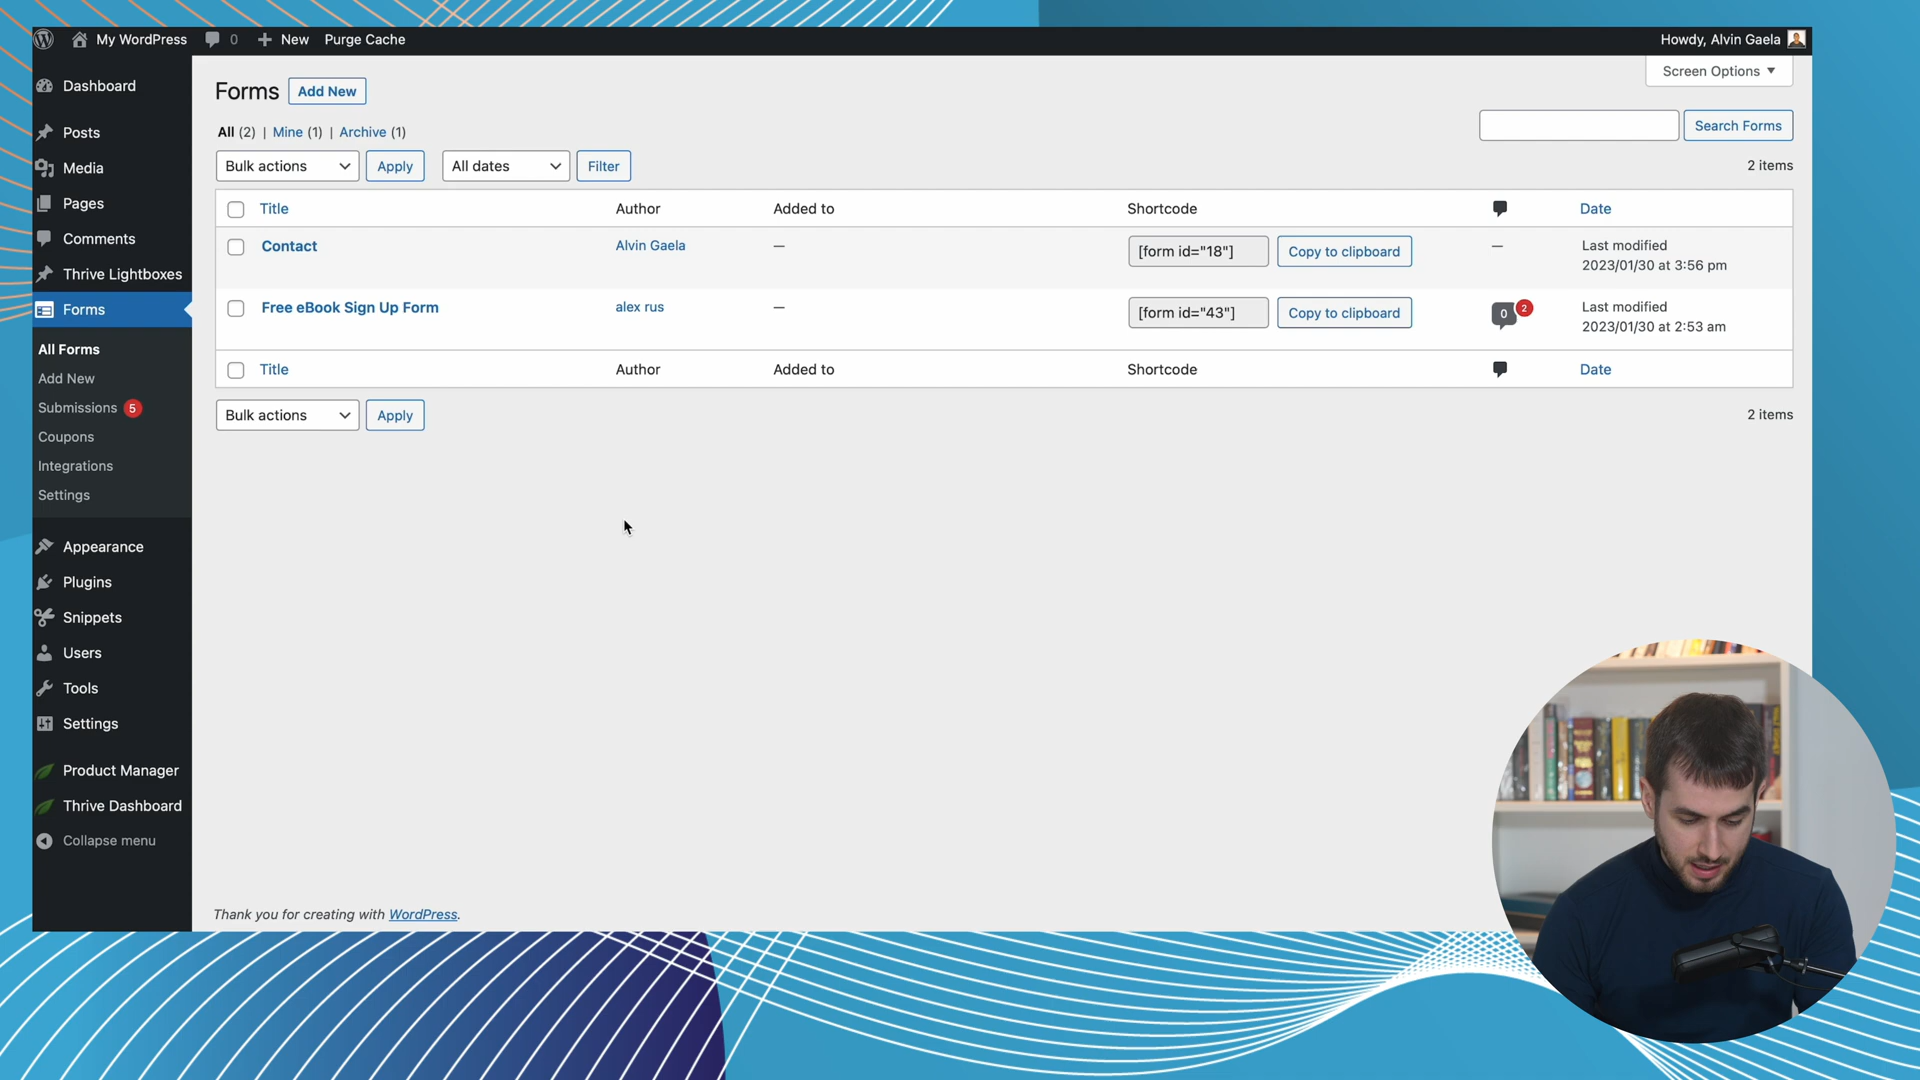 My WordPress
0
New
Purge Cache
Howdy, Alvin Gaela
Dashboard
Posts
Media
Pages
Comments
Thrive Lightboxes
Forms
All Forms
Add New
Submissions 5
Coupons
Integrations
Settings
Appearance
Plugins
Snippets
Users
Tools
Settings
Product Manager
Thrive Dashboard
Collapse menu
Screen Options
Forms
Add New
All (2) | Mine (1) | Archive (1)
Search Forms
Bulk actions
Apply
All dates
Filter
2 items
Title
Author
Added to
Shortcode
Date
Contact
Alvin Gaela
—
[form id="18"]
Copy to clipboard
—
Last modified
2023/01/30 at 3:56 pm
Free eBook Sign Up Form
alex rus
—
[form id="43"]
Copy to clipboard
0
2
Last modified
2023/01/30 at 2:53 am
Title
Author
Added to
Shortcode
Date
Bulk actions
Apply
2 items
Thank you for creating with WordPress.